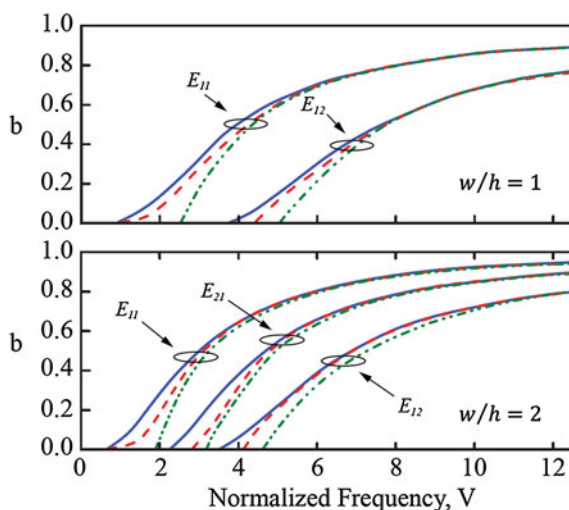 1.0
0.8
0.6
0.4
0.2
0.0
b
E11
E12
w/h = 1
1.0
0.8
0.6
0.4
0.2
0.0
b
E11
E21
E12
w/h = 2
0 2 4 6 8 10 12
Normalized Frequency, V